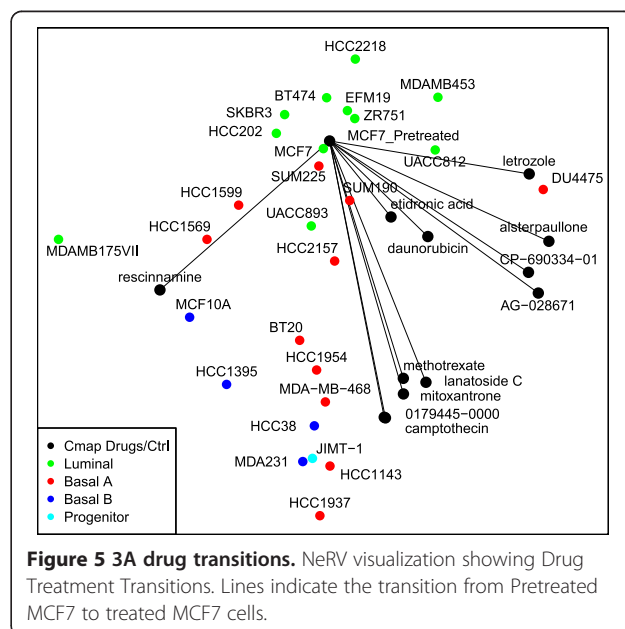 HCC2218
MDAMB453
BT474
EFM19
SKBR3
ZR751
HCC202
MCF7_Pretreated
MCF7
UACC812
letrozole
SUM225
DU4475
SUM190
HCC1599
etidronic acid
UACC893
HCC1569
daunorubicin
alsterpaullone
MDAMB175VII
HCC2157
CP−690334−01
rescinnamine
AG−028671
MCF10A
BT20
HCC1954
methotrexate
HCC1395
lanatoside C
MDA−MB−468
mitoxantrone
HCC38
0179445−0000
camptothecin
JIMT−1
MDA231
HCC1143
HCC1937
Cmap Drugs/Ctrl
Luminal
Basal A
Basal B
Progenitor
Figure 5 3A drug transitions. NeRV visualization showing Drug
Treatment Transitions. Lines indicate the transition from Pretreated
MCF7 to treated MCF7 cells.